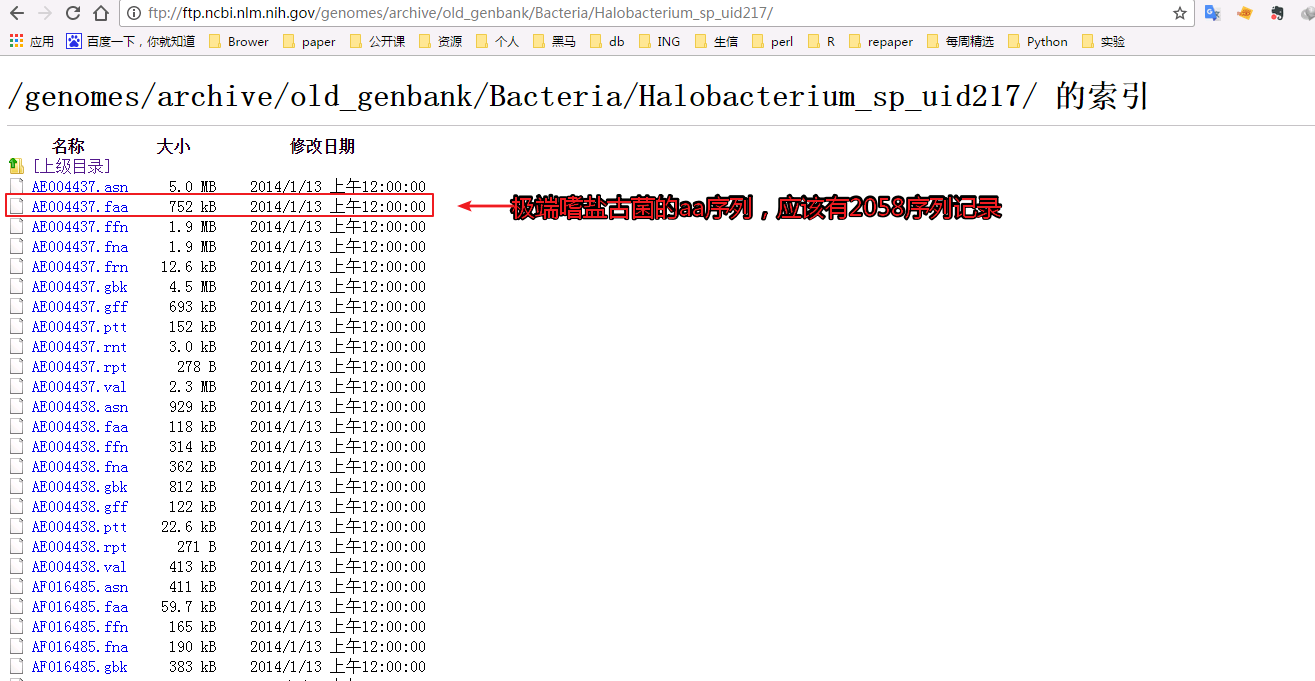 ftp://ftp.ncbi.nlm.nih.gov/genomes/archive/old_genbank/Bacteria/Halobacterium_sp_uid217/
应用 百度一下，你就知道 Brower paper 公开课 资源 个人 黑马 db ING 生信 perl R repaper 每周精选 Python 实验
/genomes/archive/old_genbank/Bacteria/Halobacterium_sp_uid217/ 的索引
名称 大小 修改日期
[上级目录]
AE004437.asn 5.0 MB 2014/1/13 上午12:00:00
AE004437.faa 752 kB 2014/1/13 上午12:00:00 极端嗜盐古菌的aa序列，应该有2058序列记录
AE004437.ffn 1.9 MB 2014/1/13 上午12:00:00
AE004437.fna 1.9 MB 2014/1/13 上午12:00:00
AE004437.frn 12.6 kB 2014/1/13 上午12:00:00
AE004437.gbk 4.5 MB 2014/1/13 上午12:00:00
AE004437.gff 693 kB 2014/1/13 上午12:00:00
AE004437.ptt 152 kB 2014/1/13 上午12:00:00
AE004437.rnt 3.0 kB 2014/1/13 上午12:00:00
AE004437.rpt 278 B 2014/1/13 上午12:00:00
AE004437.val 2.3 MB 2014/1/13 上午12:00:00
AE004438.asn 929 kB 2014/1/13 上午12:00:00
AE004438.faa 118 kB 2014/1/13 上午12:00:00
AE004438.ffn 314 kB 2014/1/13 上午12:00:00
AE004438.fna 362 kB 2014/1/13 上午12:00:00
AE004438.gbk 812 kB 2014/1/13 上午12:00:00
AE004438.gff 122 kB 2014/1/13 上午12:00:00
AE004438.ptt 22.6 kB 2014/1/13 上午12:00:00
AE004438.rpt 271 B 2014/1/13 上午12:00:00
AE004438.val 413 kB 2014/1/13 上午12:00:00
AF016485.asn 411 kB 2014/1/13 上午12:00:00
AF016485.faa 59.7 kB 2014/1/13 上午12:00:00
AF016485.ffn 165 kB 2014/1/13 上午12:00:00
AF016485.fna 190 kB 2014/1/13 上午12:00:00
AF016485.gbk 383 kB 2014/1/13 上午12:00:00